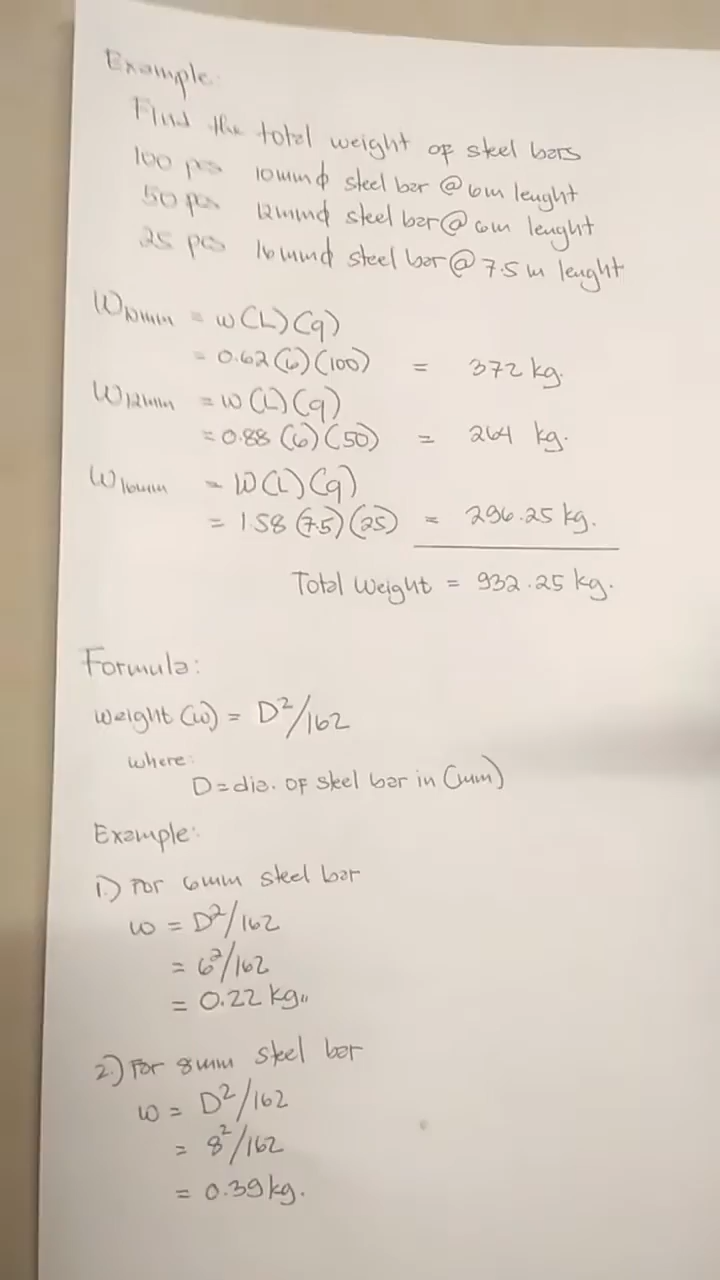 Example:
Find the total weight of steel bars
100 pcs 10mmϕ steel bar @ 6m lenght
50 pcs 12mmϕ steel bar @ 6m lenght
25 pcs 16mmϕ steel bar @ 7.5m lenght
W10mm = w(L)(q)
= 0.62(6)(100) = 372 kg.
W12mm = w(L)(q)
= 0.88(6)(50) = 264 kg.
W16mm = W(L)(q)
= 1.58(7.5)(25) = 296.25 kg.
Total Weight = 932.25 kg.
Formula:
weight (w) = D²/162
where:
D = dia. of steel bar in (mm)
Example:
1.) For 6mm steel bar
w = D²/162
= 6²/162
= 0.22 kg.,
2.) For 8mm steel bar
w = D²/162
= 8²/162
= 0.39 kg.